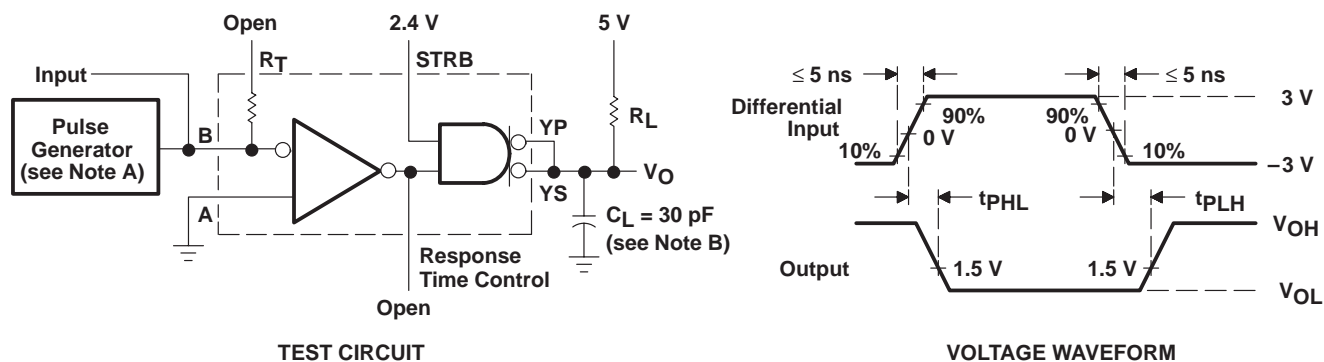 Open
2.4 V
5 V
RT
STRB
Input
Pulse
Generator
(see Note A)
B
A
YP
YS
RL
VO
CL = 30 pF
(see Note B)
Response
Time Control
Open
TEST CIRCUIT
≤ 5 ns
≤ 5 ns
Differential
Input
3 V
90%
90%
0 V
0 V
10%
10%
–3 V
tPHL
tPLH
VOH
Output
1.5 V
1.5 V
VOL
VOLTAGE WAVEFORM